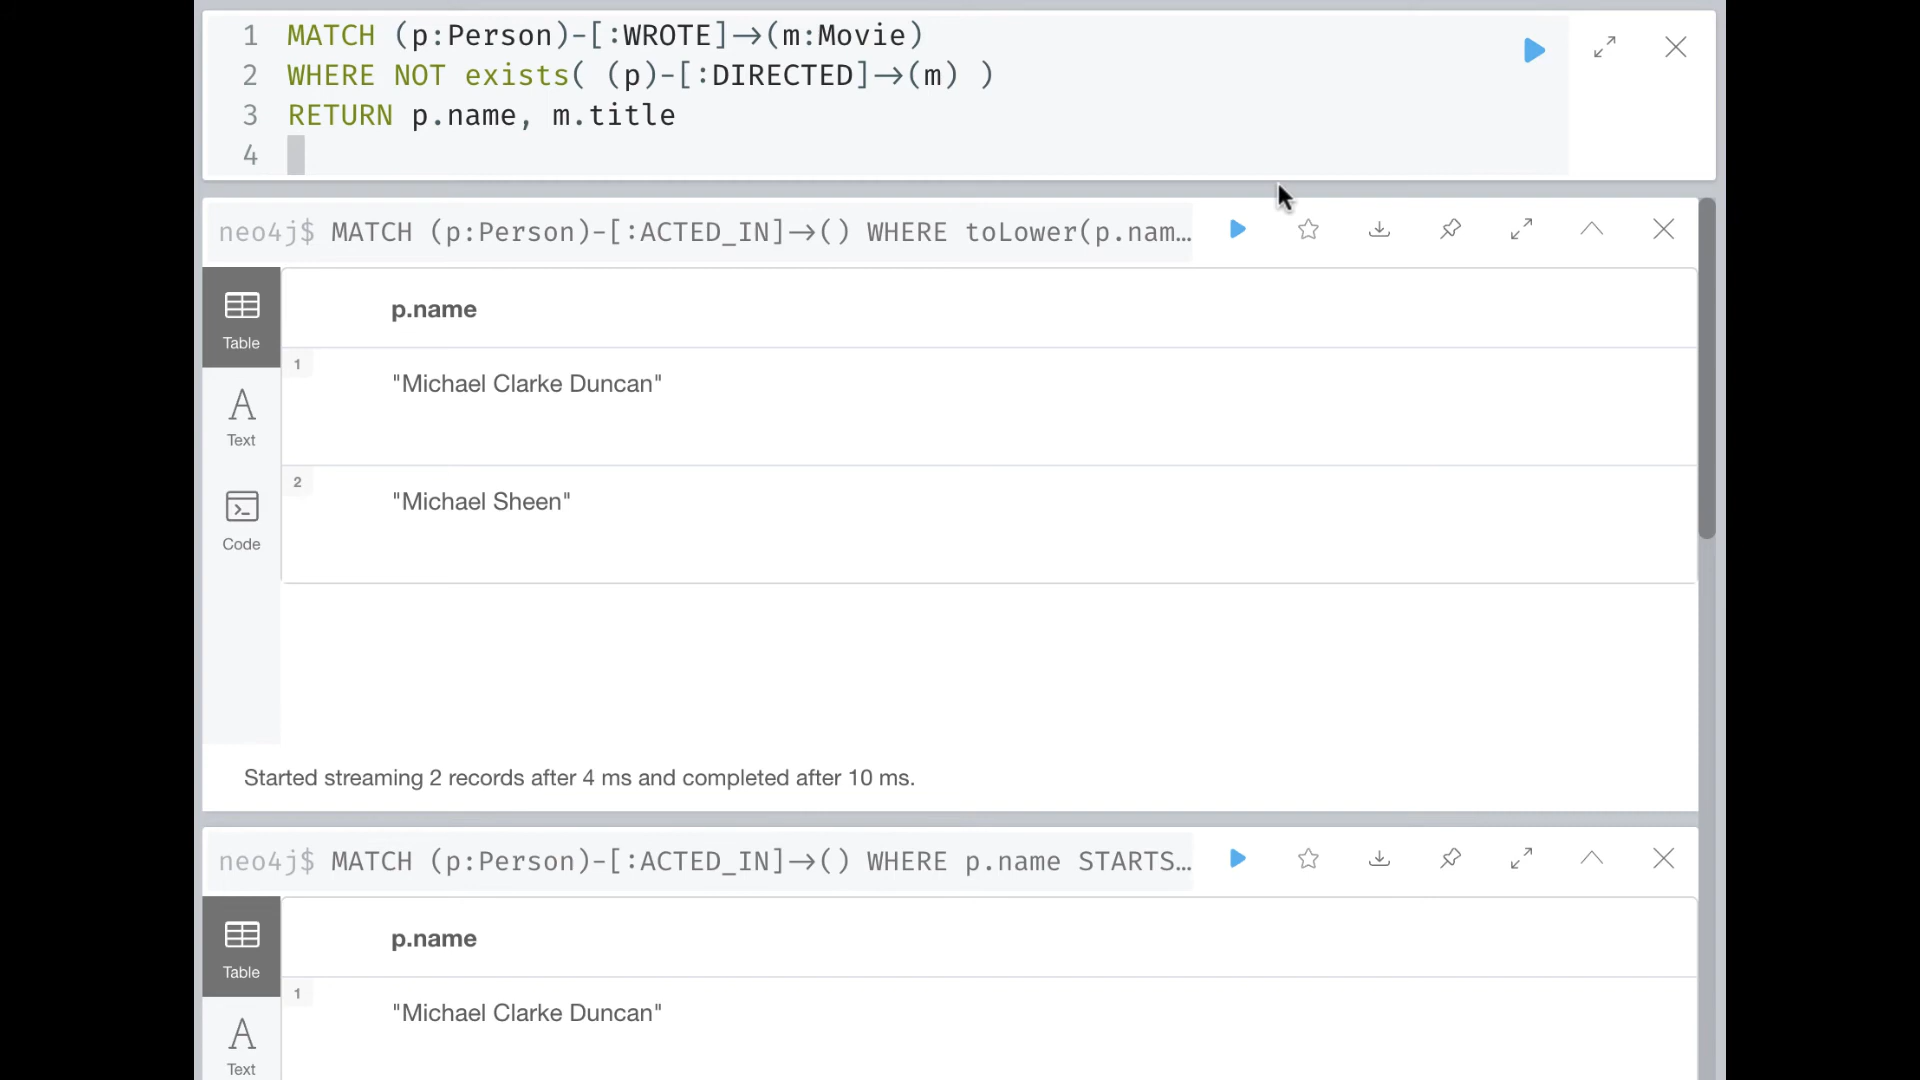 1 MATCH (p:Person)-[:WROTE]->(m:Movie)
2 WHERE NOT exists( (p)-[:DIRECTED]->(m) )
3 RETURN p.name, m.title
4
neo4j$ MATCH (p:Person)-[:ACTED_IN]->() WHERE toLower(p.nam…
Table
p.name
1
"Michael Clarke Duncan"
Text
2
"Michael Sheen"
Code
Started streaming 2 records after 4 ms and completed after 10 ms.
neo4j$ MATCH (p:Person)-[:ACTED_IN]->() WHERE p.name STARTS…
Table
p.name
1
"Michael Clarke Duncan"
Text